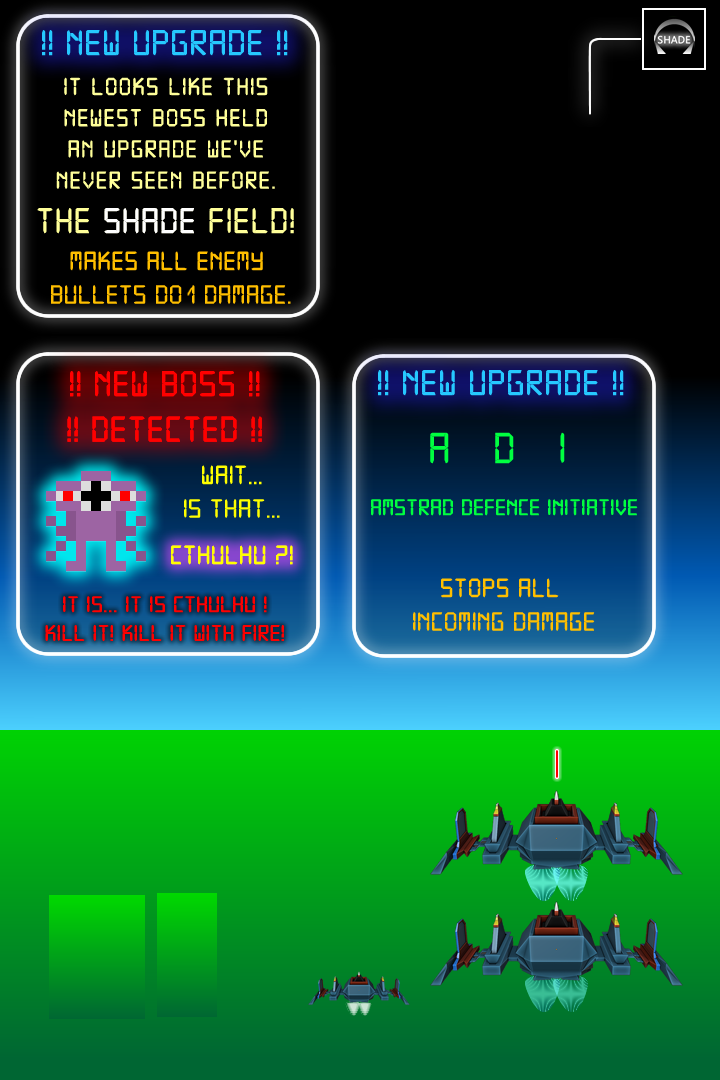 !! NEW UPGRADE !!
IT LOOKS LIKE THIS
NEWEST BOSS HELD
AN UPGRADE WE'VE
NEVER SEEN BEFORE.
THE SHADE FIELD!
MAKES ALL ENEMY
BULLETS DO 1 DAMAGE.
SHADE
!! NEW BOSS !!
!! DETECTED !!
WAIT...
IS THAT...
CTHULHU ?!
IT IS... IT IS CTHULHU !
KILL IT! KILL IT WITH FIRE!
!! NEW UPGRADE !!
A D I
AMSTRAD DEFENCE INITIATIVE
STOPS ALL
INCOMING DAMAGE